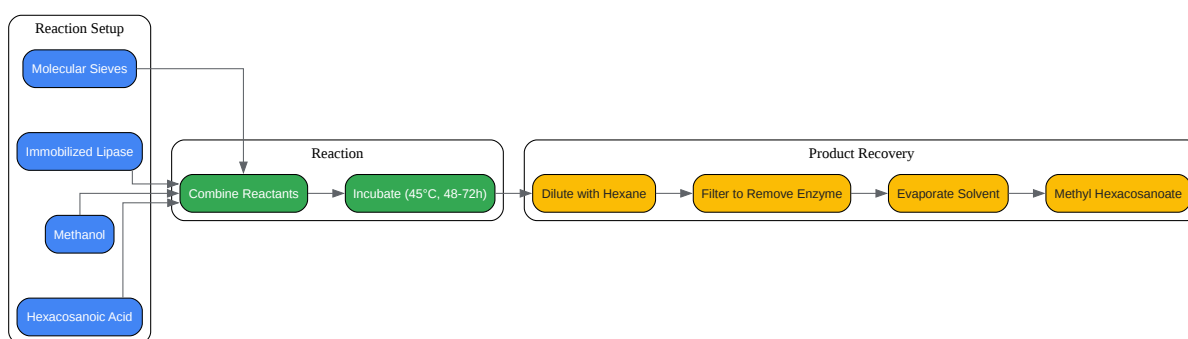 Reaction Setup
Molecular Sieves
Immobilized Lipase
Methanol
Hexacosanoic Acid
Reaction
Combine Reactants
Incubate (45°C, 48-72h)
Product Recovery
Dilute with Hexane
Filter to Remove Enzyme
Evaporate Solvent
Methyl Hexacosanoate